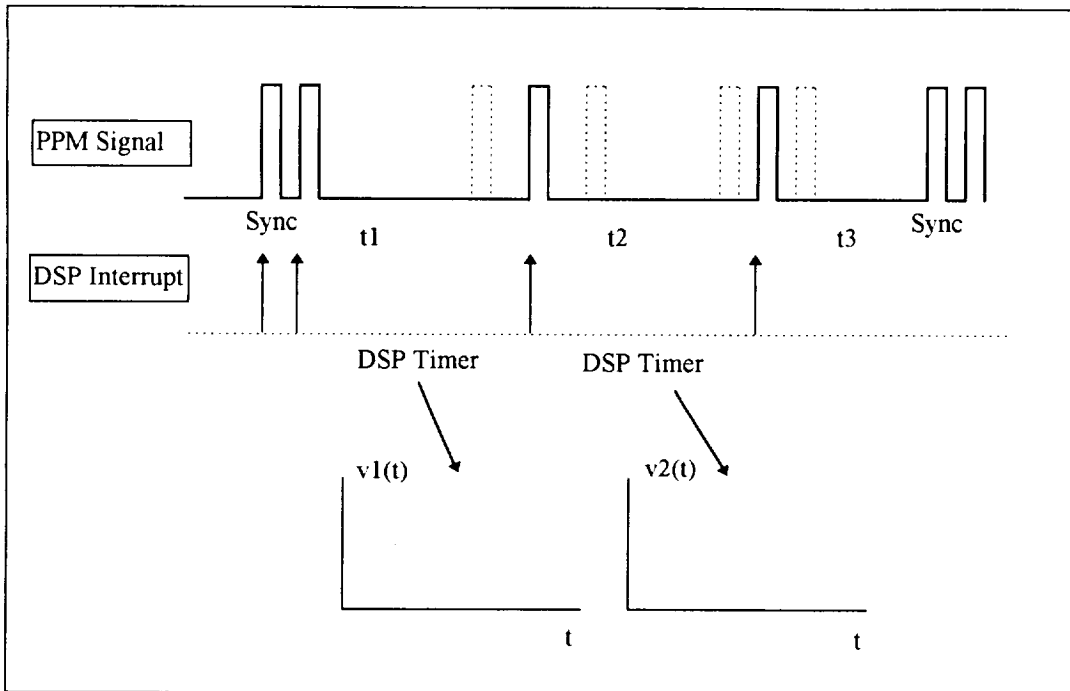 PPM Signal
Sync
t1
t2
t3
Sync
DSP Interrupt
DSP Timer
DSP Timer
v1(t)
v2(t)
t
t